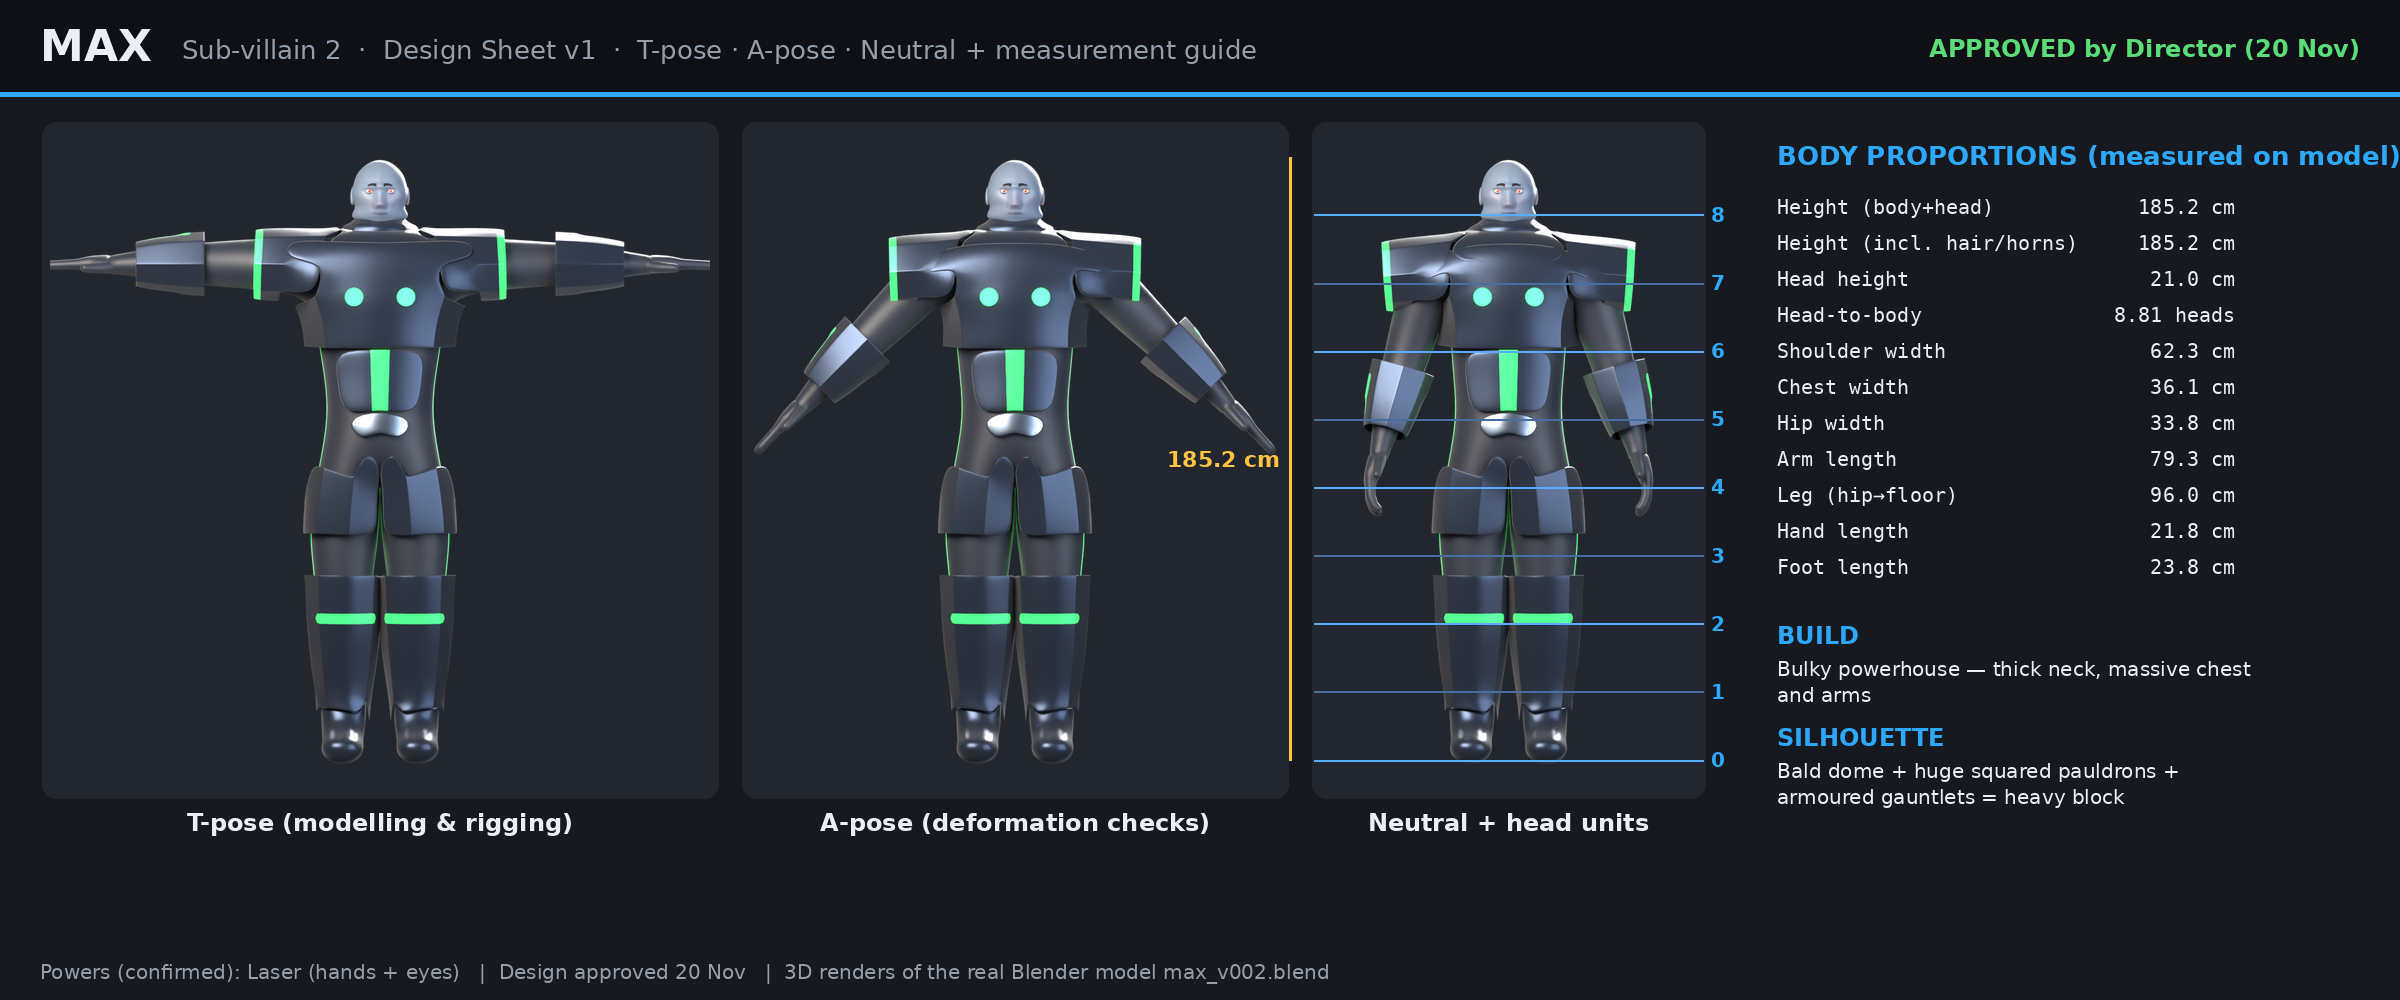 MAX Sub-villain 2 · Design Sheet v1 · T-pose · A-pose · Neutral + measurement guide
APPROVED by Director (20 Nov)
185.2 cm
8
7
6
5
4
3
2
1
0
T-pose (modelling & rigging)
A-pose (deformation checks)
Neutral + head units
BODY PROPORTIONS (measured on model)
Height (body+head) 185.2 cm
Height (incl. hair/horns) 185.2 cm
Head height 21.0 cm
Head-to-body 8.81 heads
Shoulder width 62.3 cm
Chest width 36.1 cm
Hip width 33.8 cm
Arm length 79.3 cm
Leg (hip→floor) 96.0 cm
Hand length 21.8 cm
Foot length 23.8 cm
BUILD
Bulky powerhouse — thick neck, massive chest
and arms
SILHOUETTE
Bald dome + huge squared pauldrons +
armoured gauntlets = heavy block
Powers (confirmed): Laser (hands + eyes) | Design approved 20 Nov | 3D renders of the real Blender model max_v002.blend